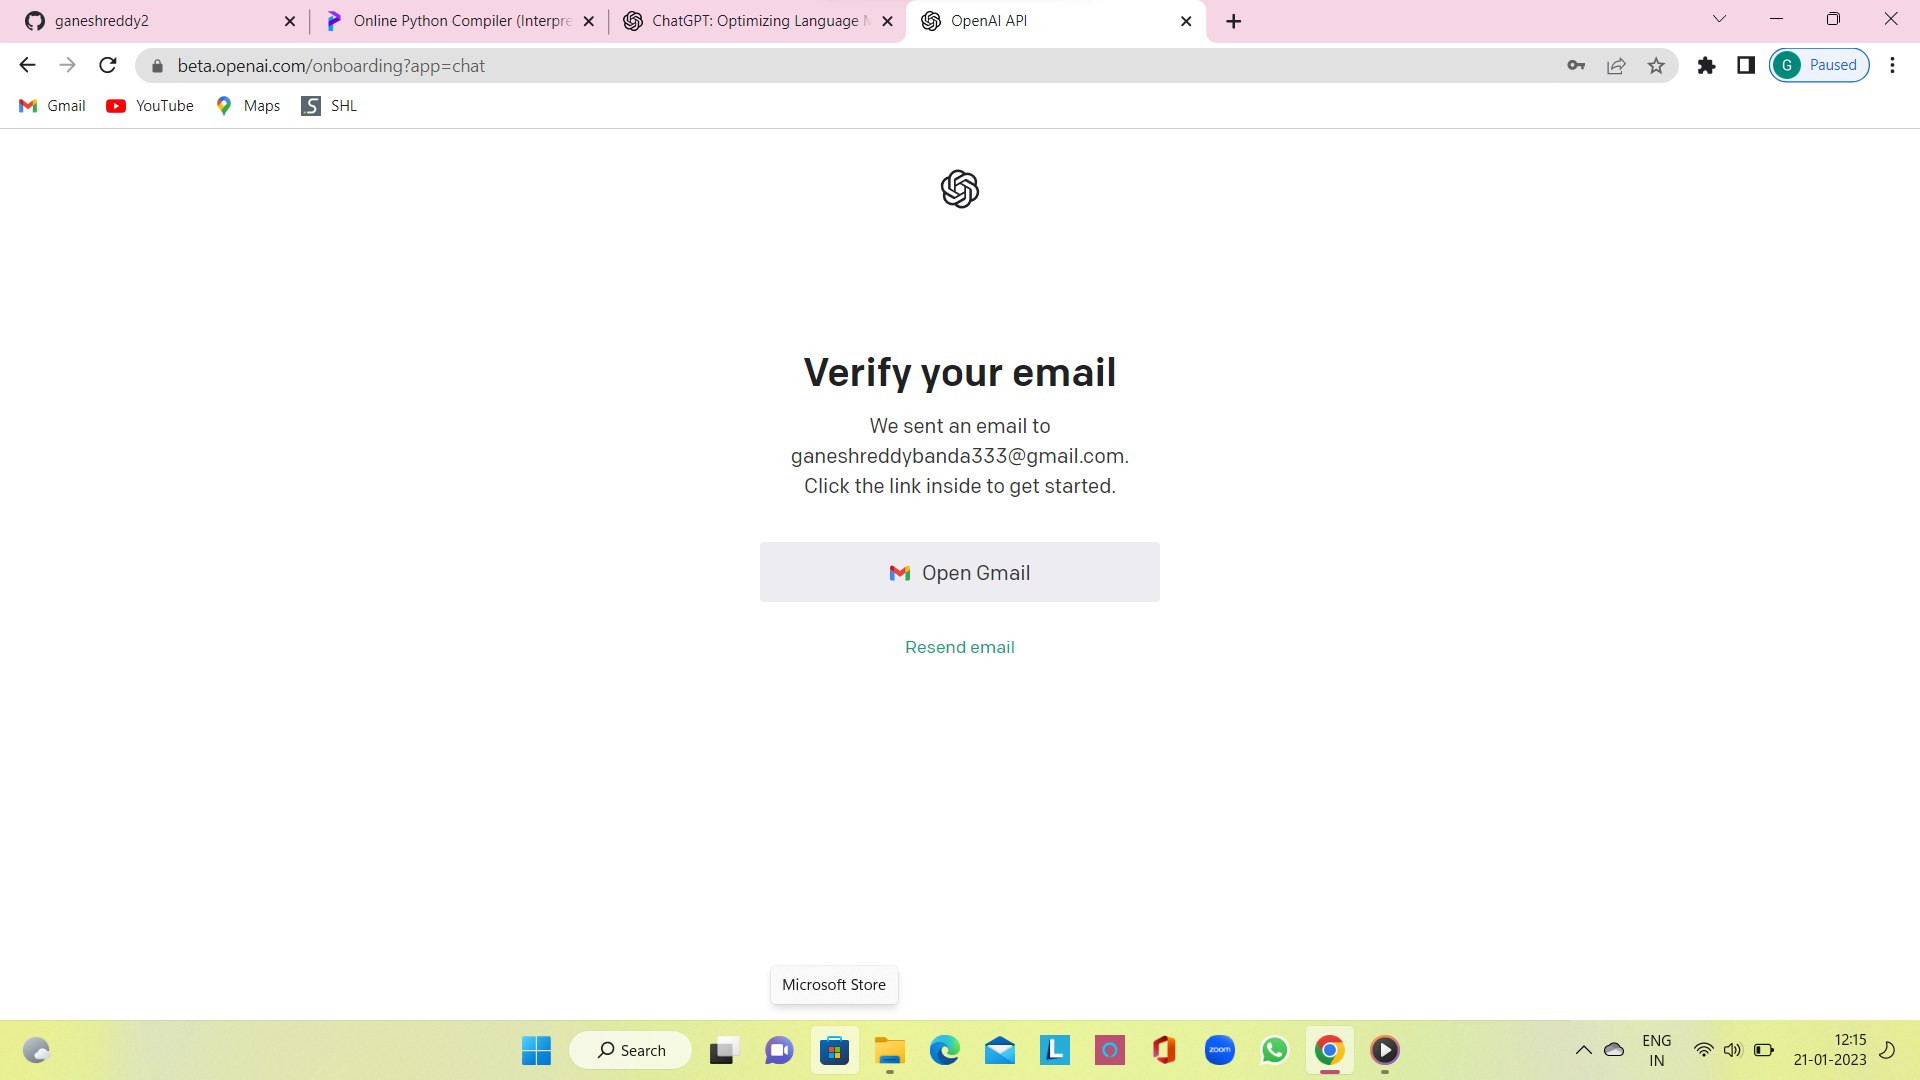 ganeshreddy2
Online Python Compiler (Interpre
ChatGPT: Optimizing Language M
OpenAI API
beta.openai.com/onboarding?app=chat
G Paused
Gmail
YouTube
Maps
S SHL
Verify your email
We sent an email to
ganeshreddybanda333@gmail.com.
Click the link inside to get started.
Open Gmail
Resend email
Microsoft Store
Search
L
zoom
ENG
IN
12:15
21-01-2023